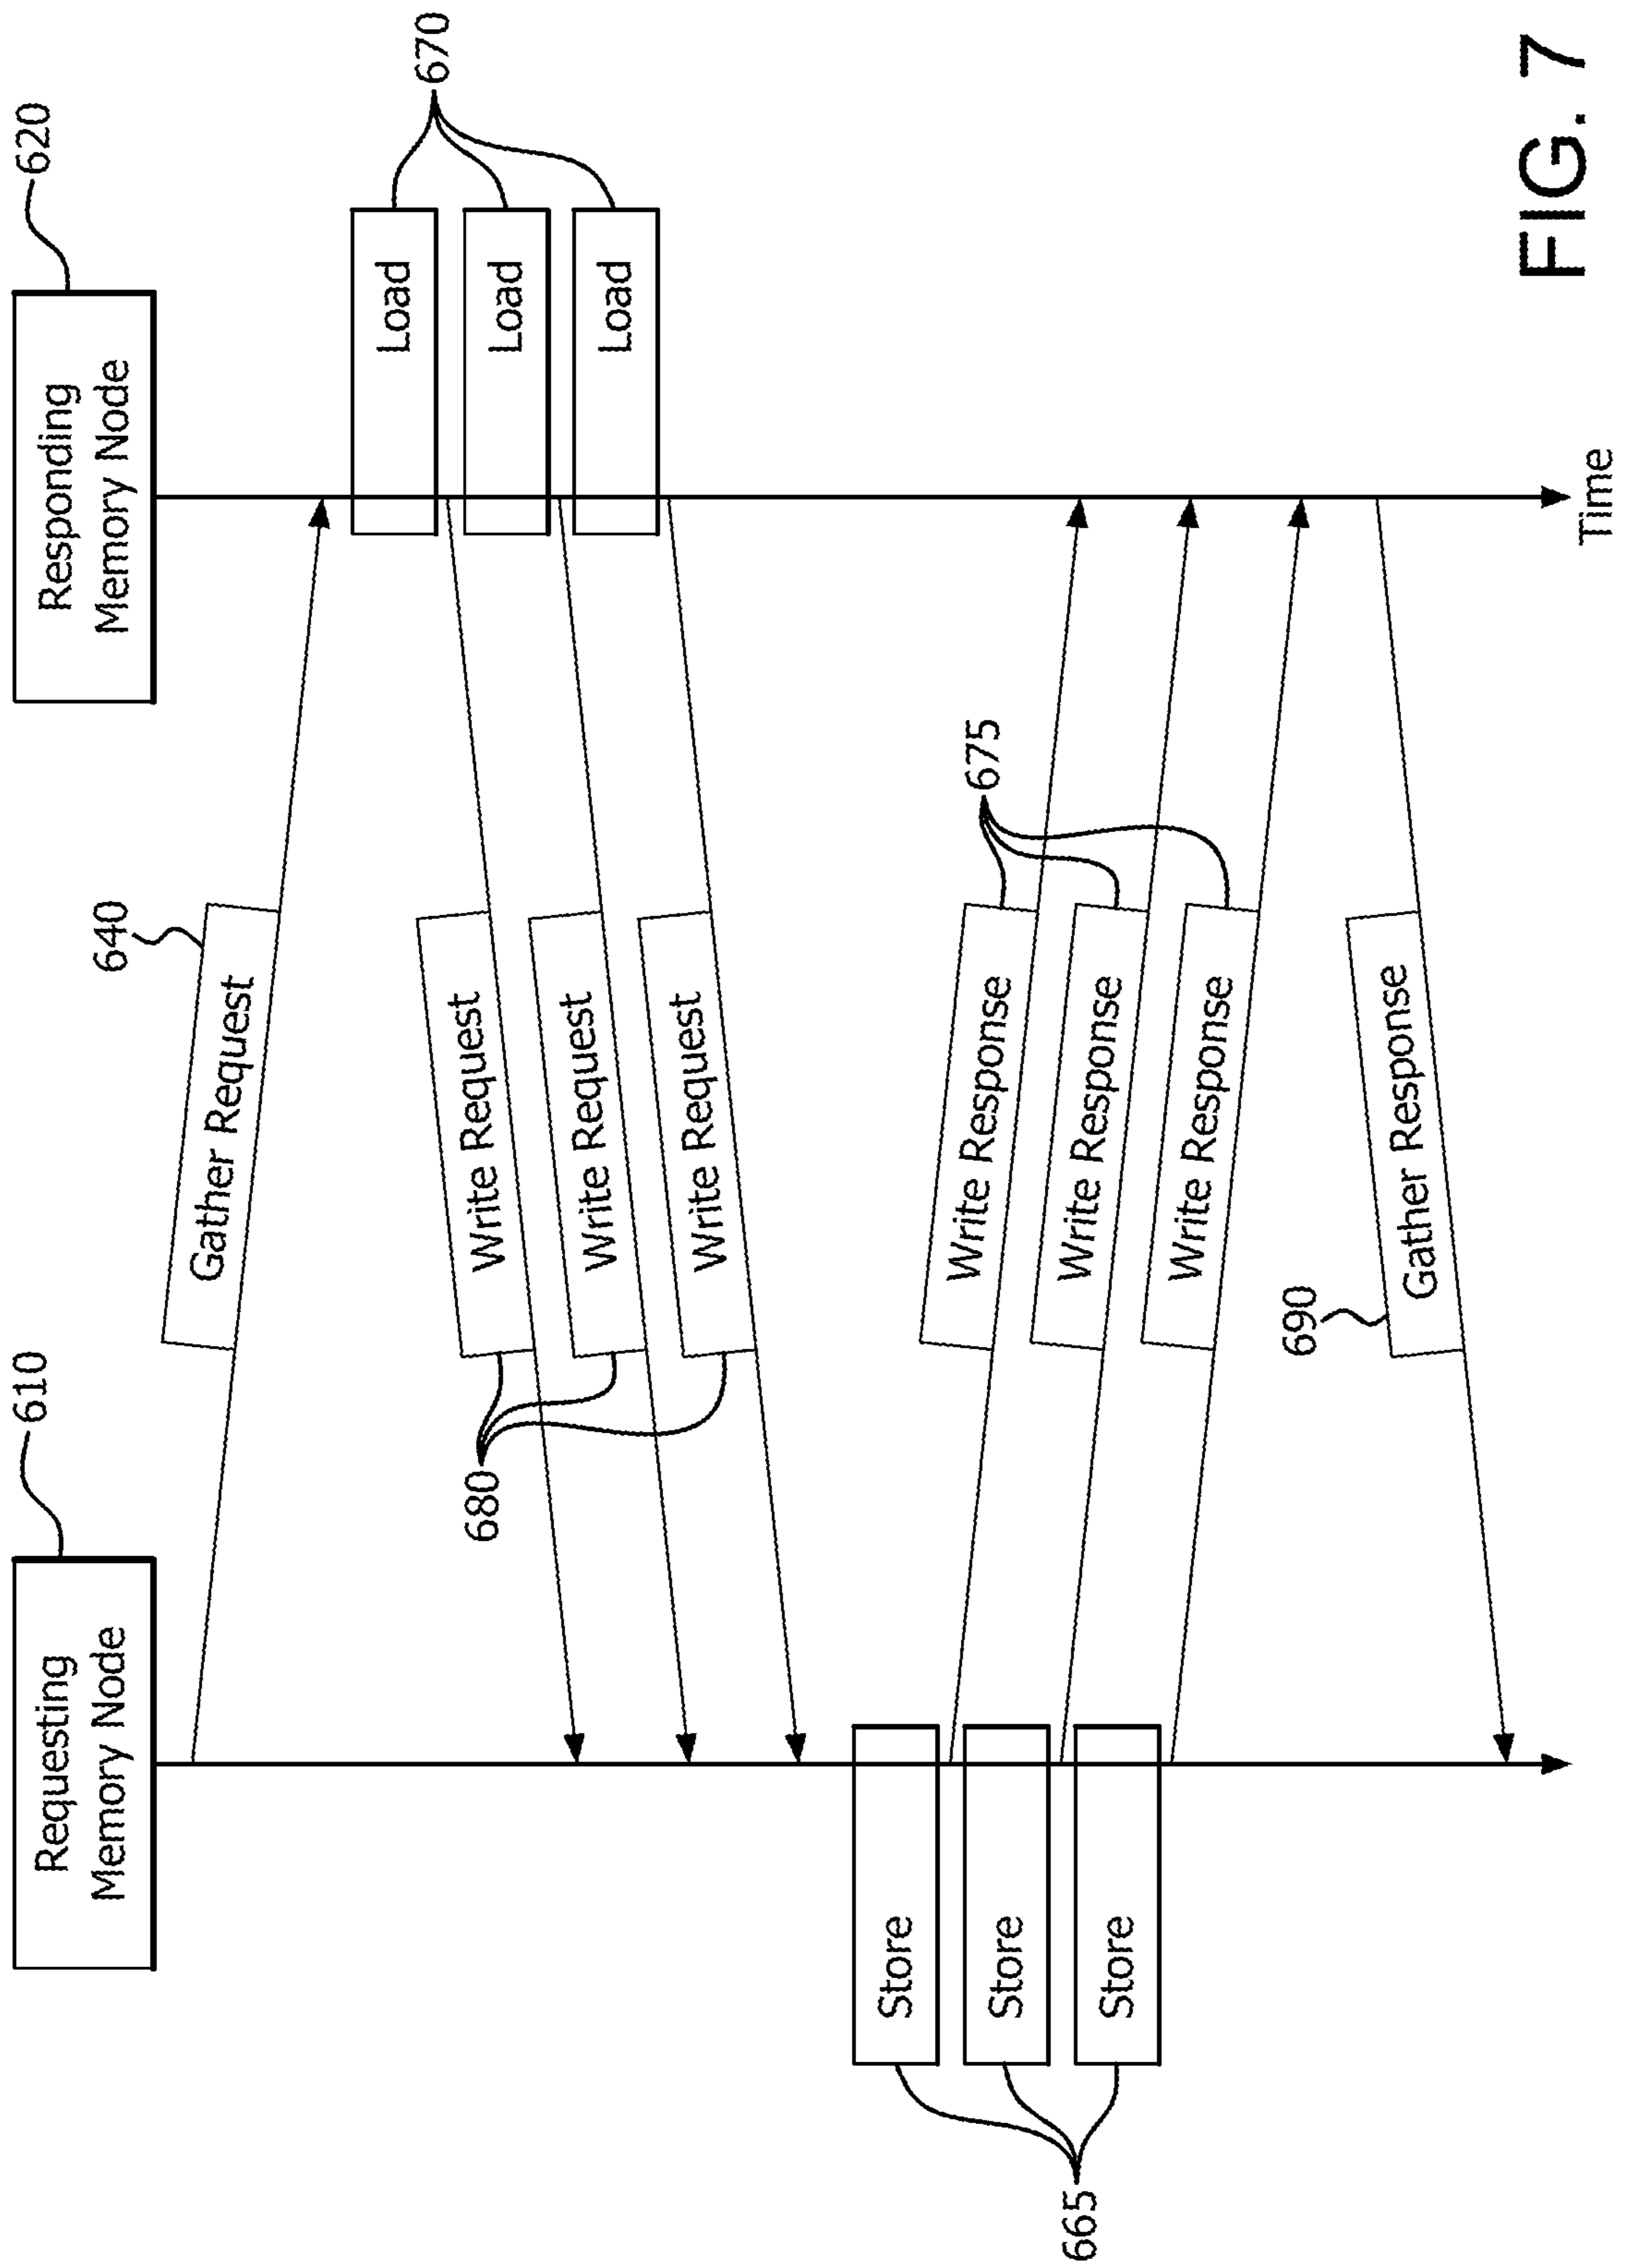 610
Requesting
Memory Node
620
Responding
Memory Node
640
Gather Request
Load
Load
Load
670
Write Request
Write Request
Write Request
680
Store
Store
Store
665
Write Response
Write Response
Write Response
675
690
Gather Response
Time
FIG. 7